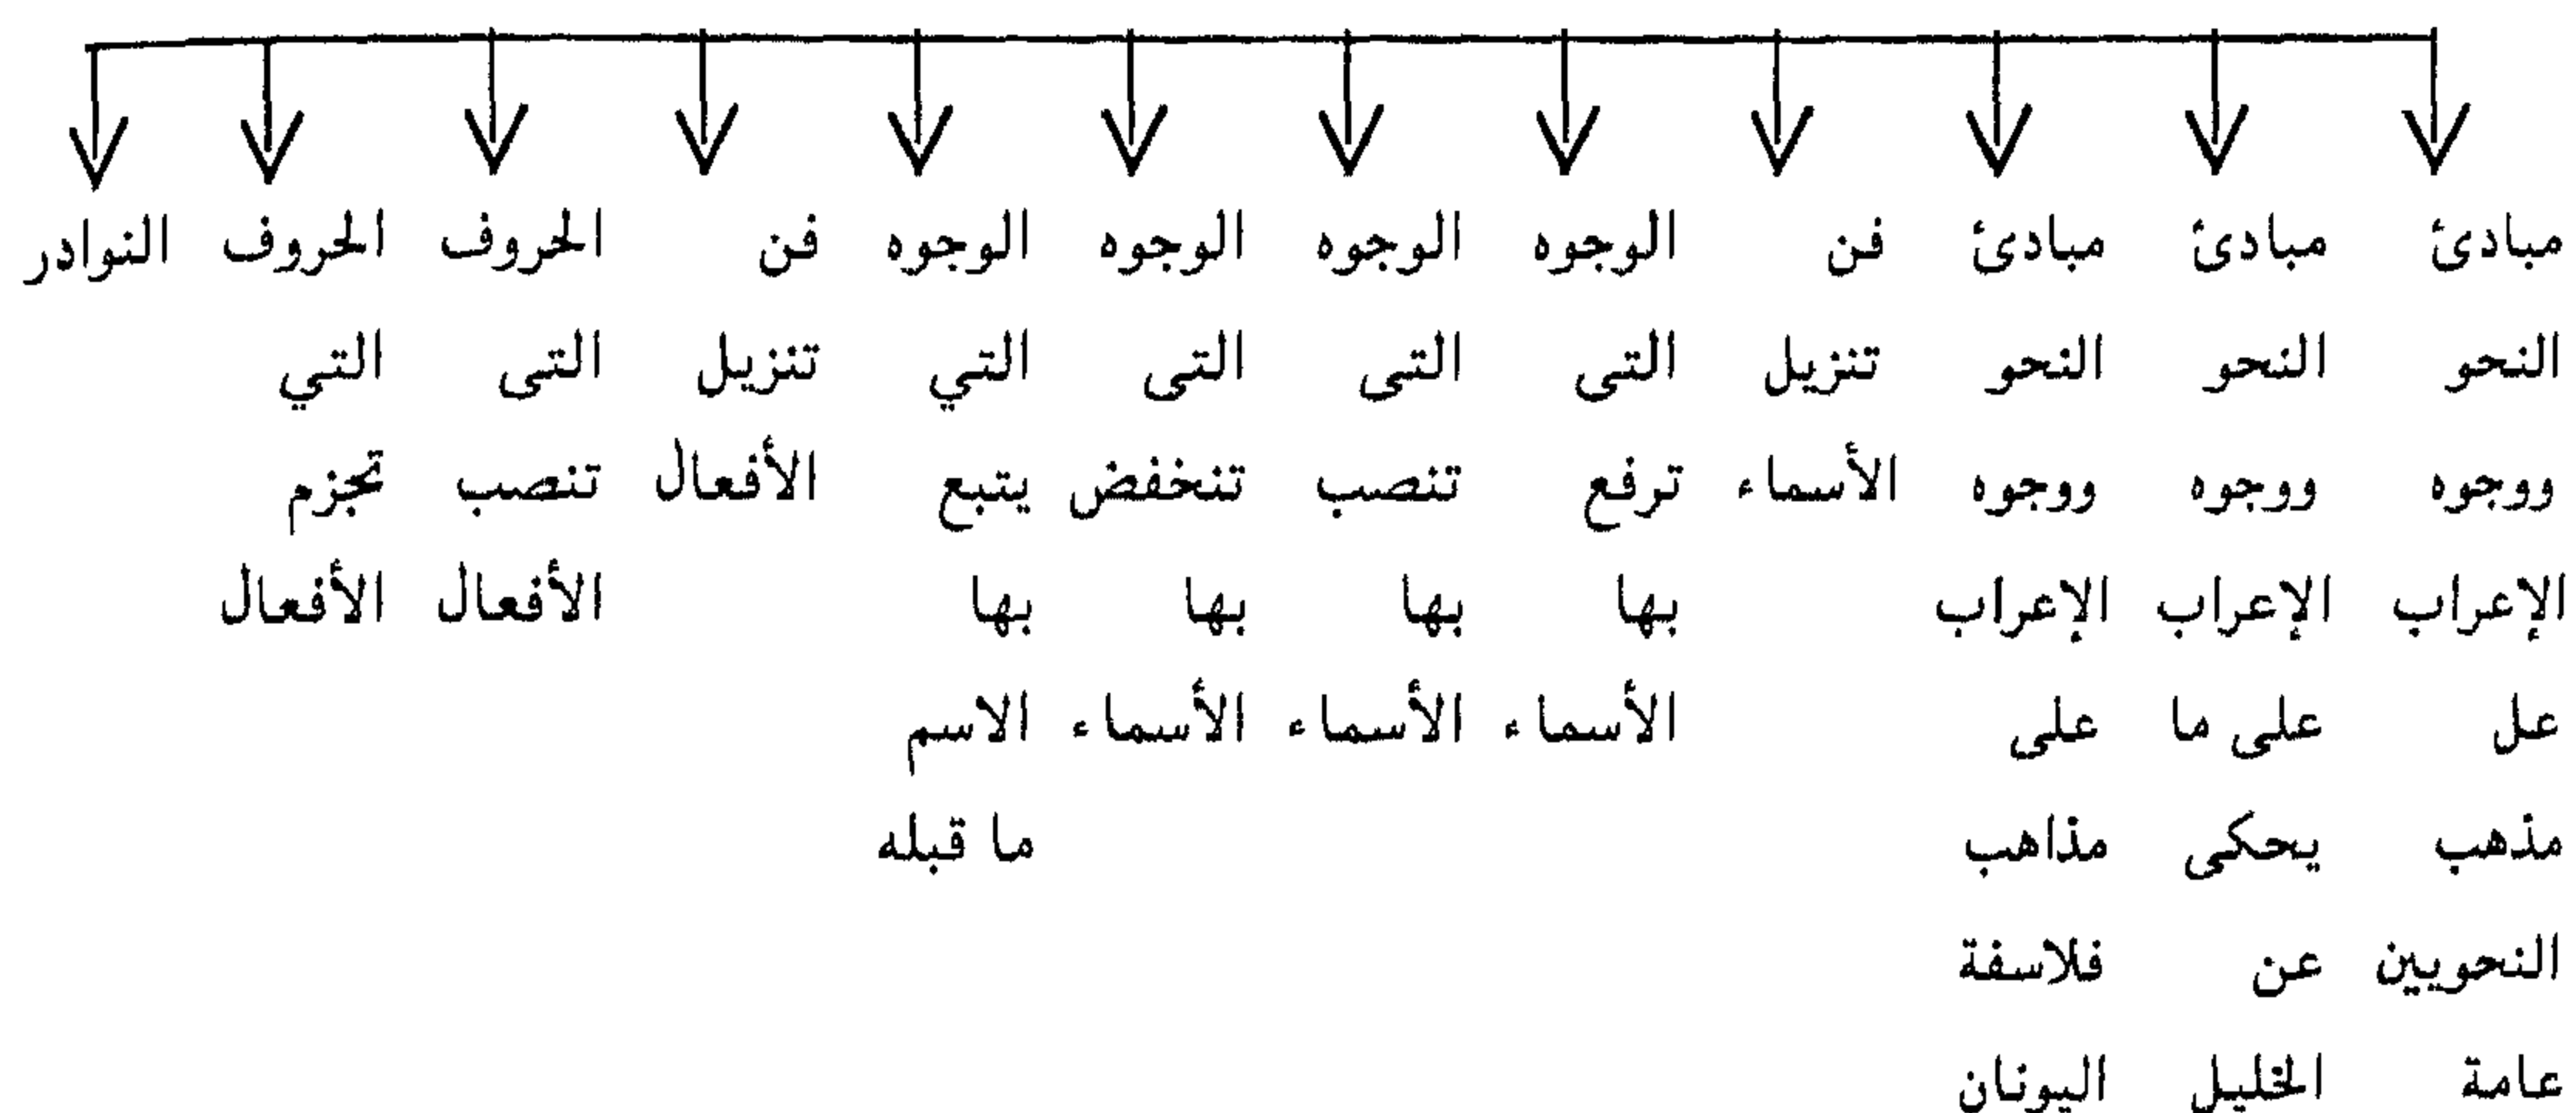 مبادئ
النحو
ووجوه
الإعراب
عل
مذهب
النحويين
عامة
مبادئ
النحو
ووجوه
الإعراب
على ما
يحكى
عن
الخليل
مبادئ
النحو
ووجوه
الإعراب
على
مذاهب
فلاسفة
اليونان
فن
تنزيل
الأسماء
الوجوه
التى
ترفع
بها
الأسماء
الوجوه
التى
تنصب
بها
الأسماء
الوجوه
التى
تنخفض
بها
الأسماء
الوجوه
التي
يتبع
بها
الاسم
ما قبله
فن
تنزيل
الأفعال
الحروف
التى
تنصب
الأفعال
الحروف
التي
تجزم
الأفعال
النوادر